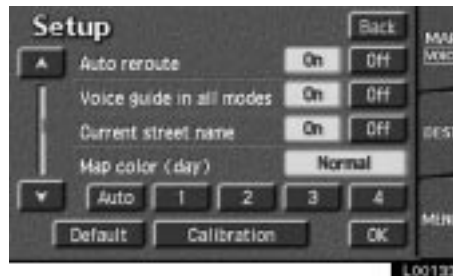 Setup Back
Auto reroute On Off
Voice guide in all modes On Off
Current street name On Off
Map color (day) Normal
Auto 1 2 3 4
Default Calibration OK